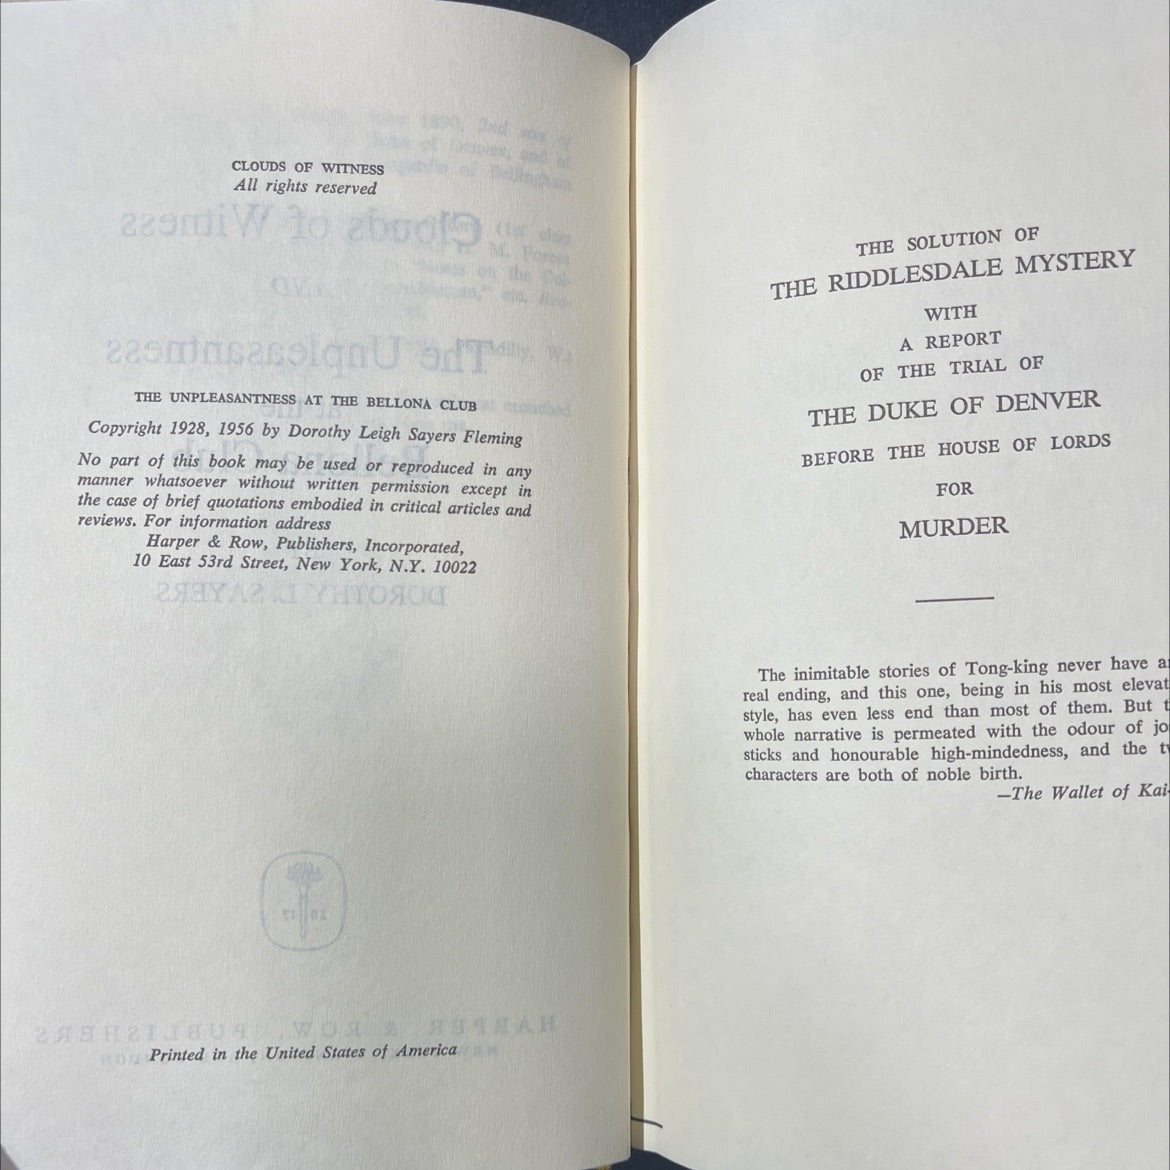 CLOUDS OF WITNESS
All rights reserved
THE UNPLEASANTNESS AT THE BELLONA CLUB
Copyright 1928, 1956 by Dorothy Leigh Sayers Fleming
No part of this book may be used or reproduced in any
manner whatsoever without written permission except in
the case of brief quotations embodied in critical articles and
reviews. For information address
Harper & Row, Publishers, Incorporated,
10 East 53rd Street, New York, N.Y. 10022
Printed in the United States of America
THE SOLUTION OF
THE RIDDLESDALE MYSTERY
WITH
A REPORT
OF THE TRIAL OF
THE DUKE OF DENVER
BEFORE THE HOUSE OF LORDS
FOR
MURDER
The inimitable stories of Tong-king never have
real ending, and this one, being in his most elevat
style, has even less end than most of them. But
whole narrative is permeated with the odour of jo
sticks and honourable high-mindedness, and the
characters are both of noble birth.
—The Wallet of Kai-